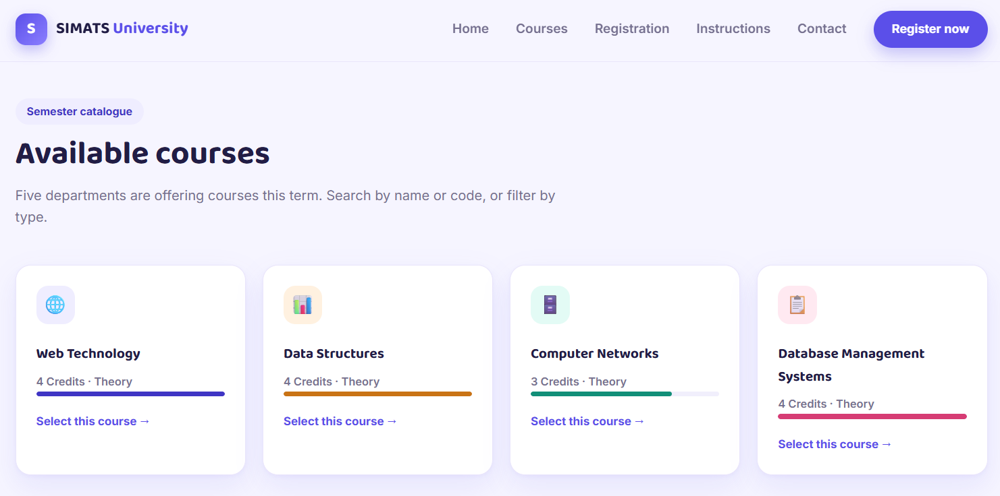 S SIMATS University Home Courses Registration Instructions Contact Register now
Semester catalogue
Available courses
Five departments are offering courses this term. Search by name or code, or filter by
type.
Web Technology
4 Credits · Theory
Select this course →
Data Structures
4 Credits · Theory
Select this course →
Computer Networks
3 Credits · Theory
Select this course →
Database Management
Systems
4 Credits · Theory
Select this course →